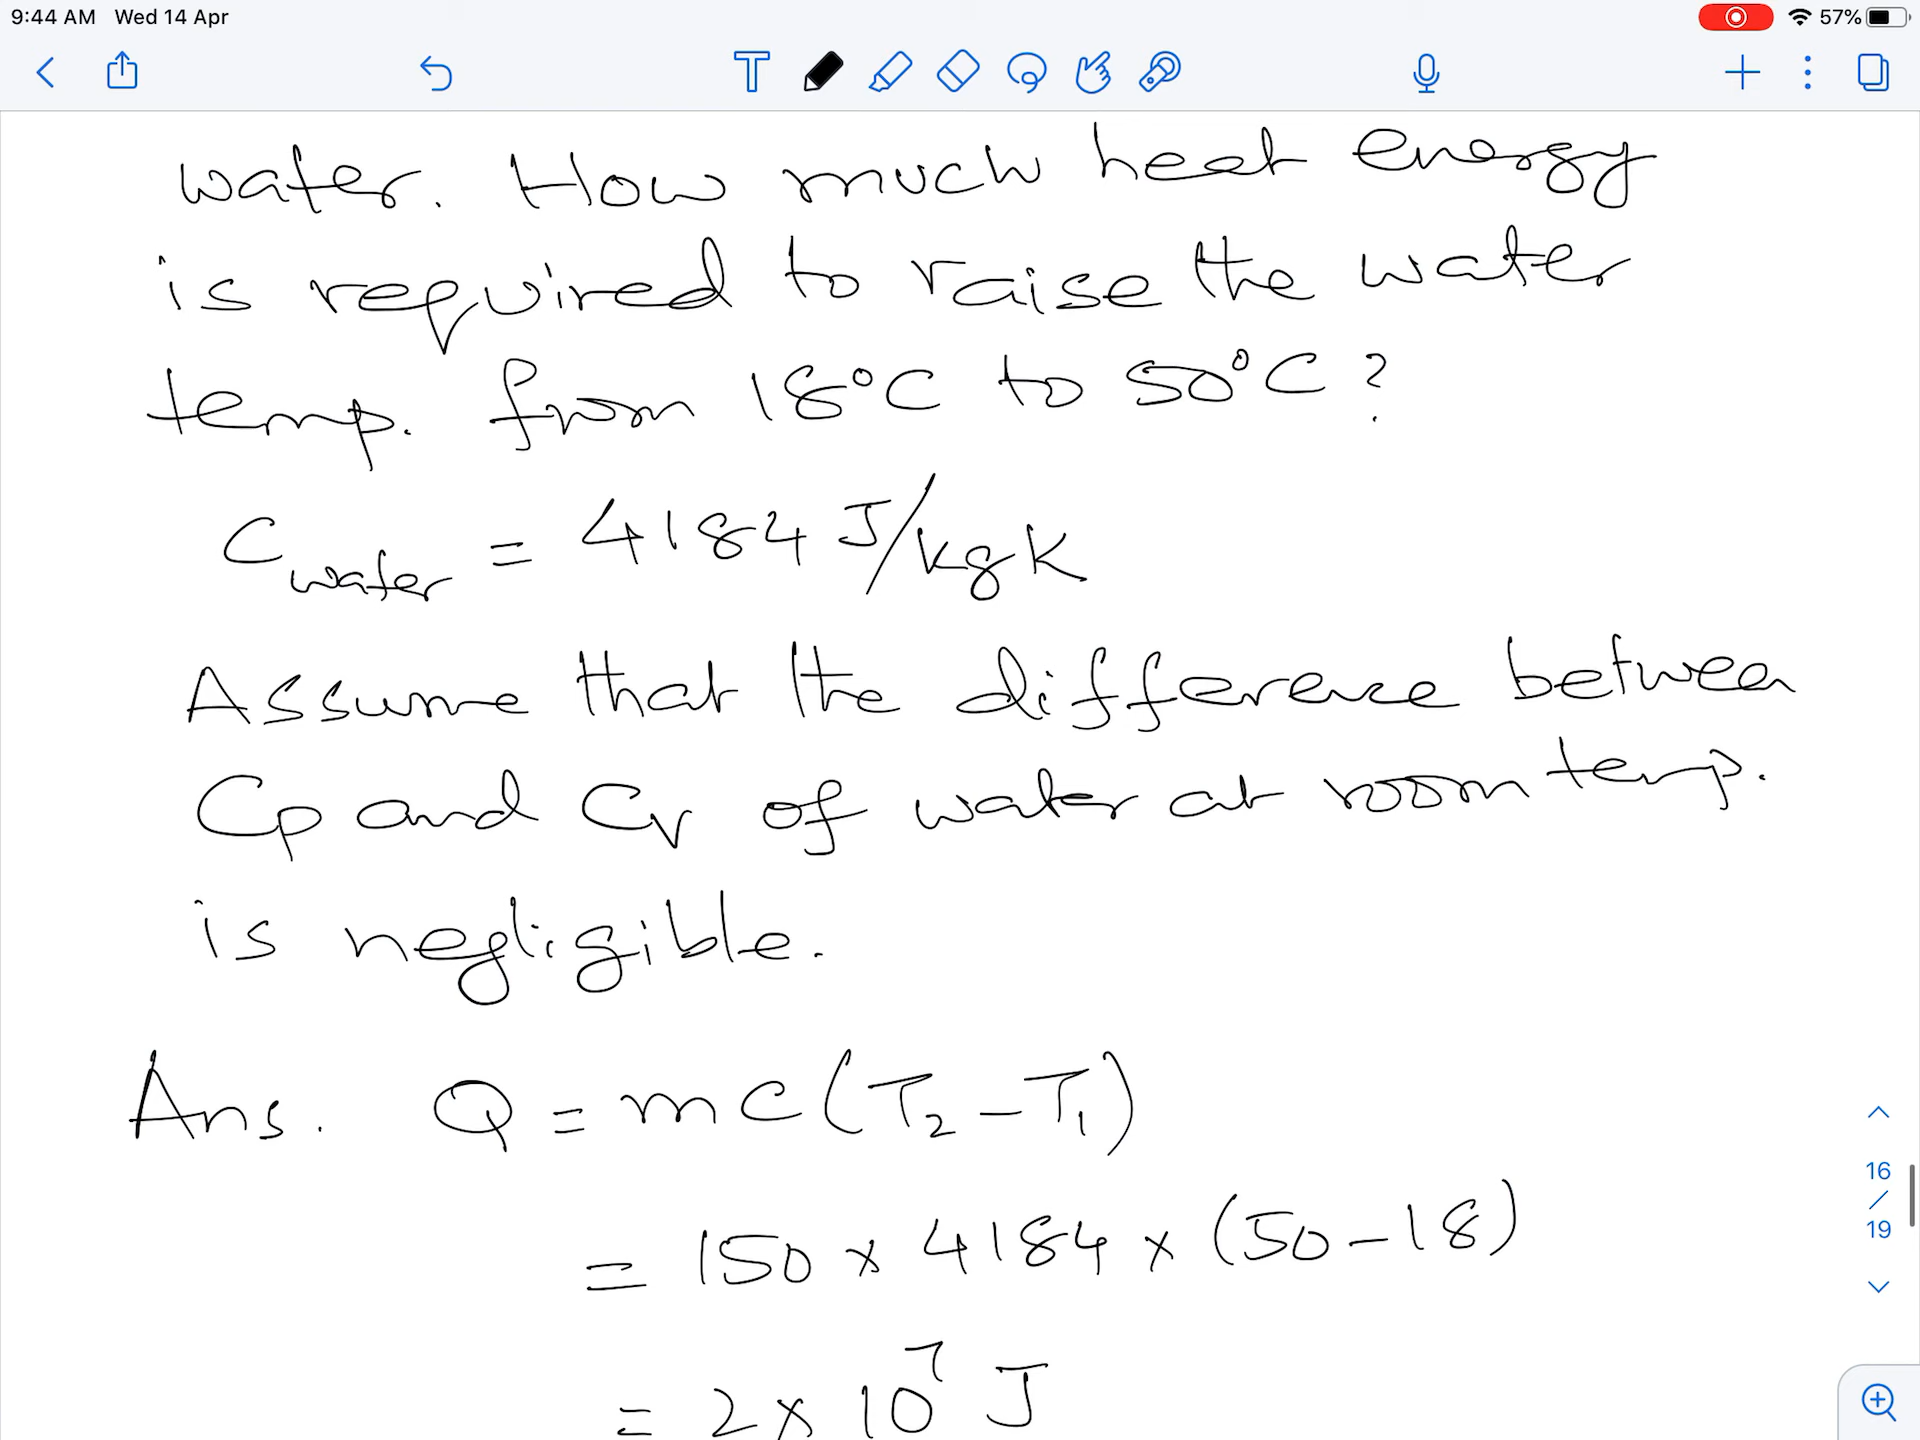 9:44 AM Wed 14 Apr 57%
water. How much heat energy
is required to raise the water
temp. from 18°C to 50°C?
C water = 4184 J/kgK
Assume that the difference between
Cp and Cv of water at room temp.
is negligible.
Ans. Q = mc(T₂-T₁)
= 150 x 4184 x (50-18)
= 2 x 10⁷ J
16
/
19